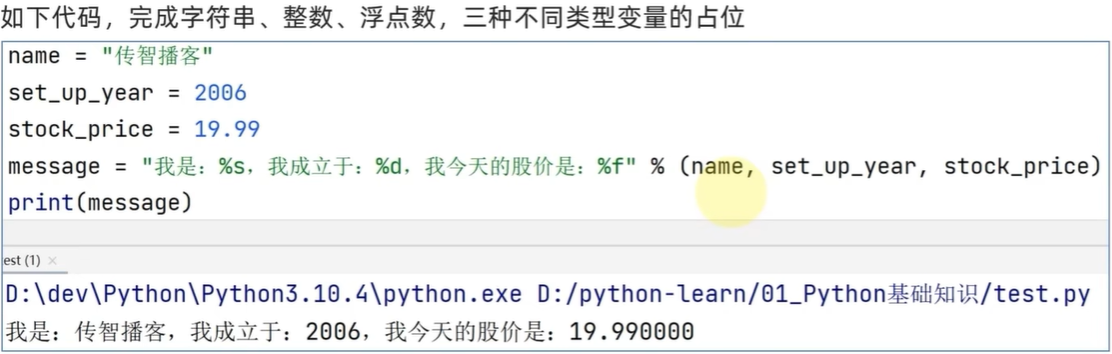 如下代码，完成字符串、整数、浮点数，三种不同类型变量的占位
name = "传智播客"
set_up_year = 2006
stock_price = 19.99
message = "我是：%s，我成立于：%d，我今天的股价是：%f" % (name, set_up_year, stock_price)
print(message)
est (1) ×
D:\dev\Python\Python3.10.4\python.exe D:/python-learn/01_Python基础知识/test.py
我是：传智播客，我成立于：2006，我今天的股价是：19.990000